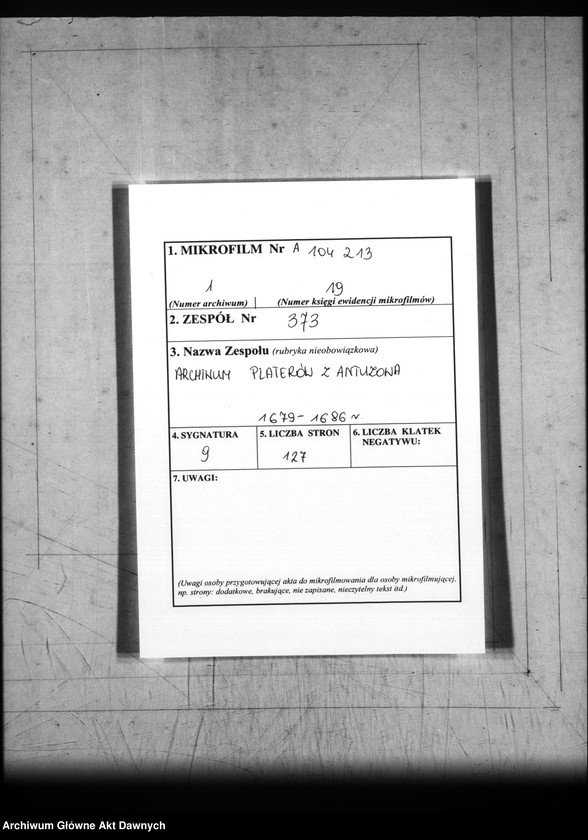 1. MIKROFILM Nr A 104 213
1 19
(Numer archiwum) | (Numer księgi ewidencji mikrofilmów)
2. ZESPÓŁ Nr 373
3. Nazwa Zespołu (rubryka nieobowiązkowa)
ARCHIWUM PLATERÓW Z ANTUZOWA
1679-1686 r.
4. SYGNATURA 5. LICZBA STRON 6. LICZBA KLATEK
NEGATYWU:
9 127
7. UWAGI:
(Uwagi osoby przygotowującej akta do mikrofilmowania dla osoby mikrofilmującej,
np. strony: dodatkowe, brakujące, nie zapisane, nieczytelny tekst itd.)
Archiwum Główne Akt Dawnych